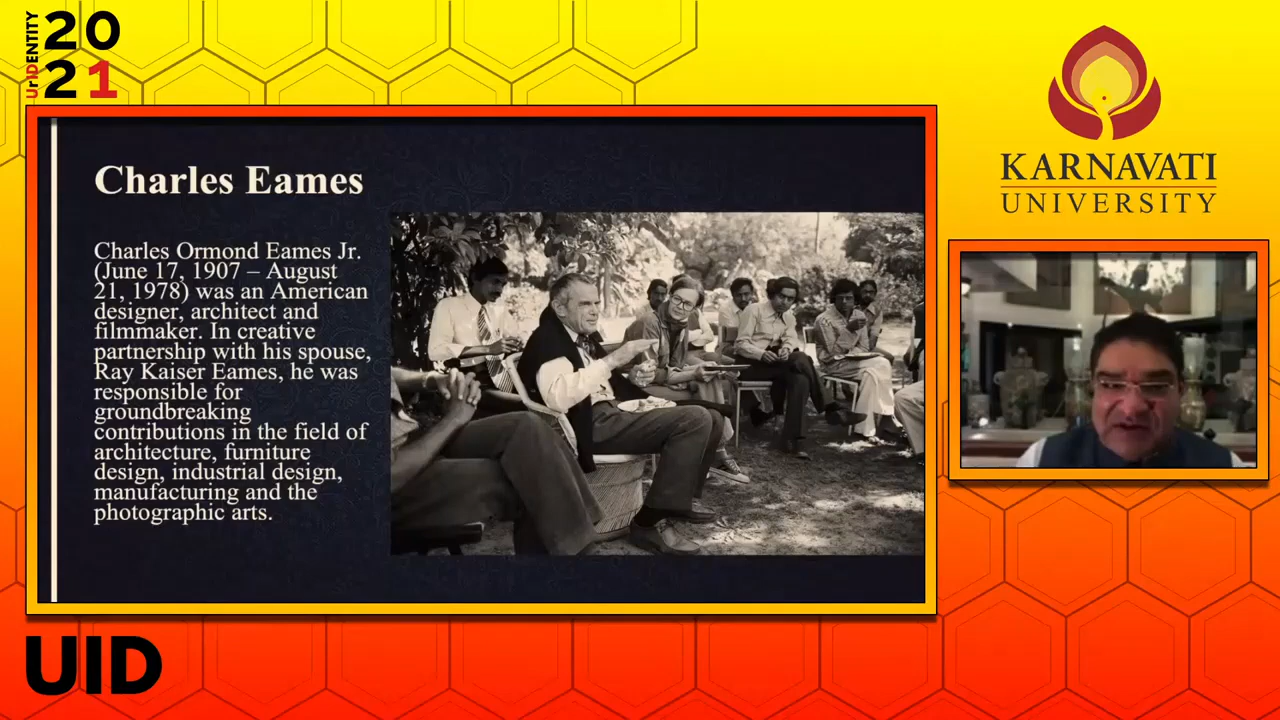 UrIDENTITY
20
21
KARNAVATI
UNIVERSITY
Charles Eames
Charles Ormond Eames Jr.
(June 17, 1907 – August
21, 1978) was an American
designer, architect and
filmmaker. In creative
partnership with his spouse,
Ray Kaiser Eames, he was
responsible for
groundbreaking
contributions in the field of
architecture, furniture
design, industrial design,
manufacturing and the
photographic arts.
UID